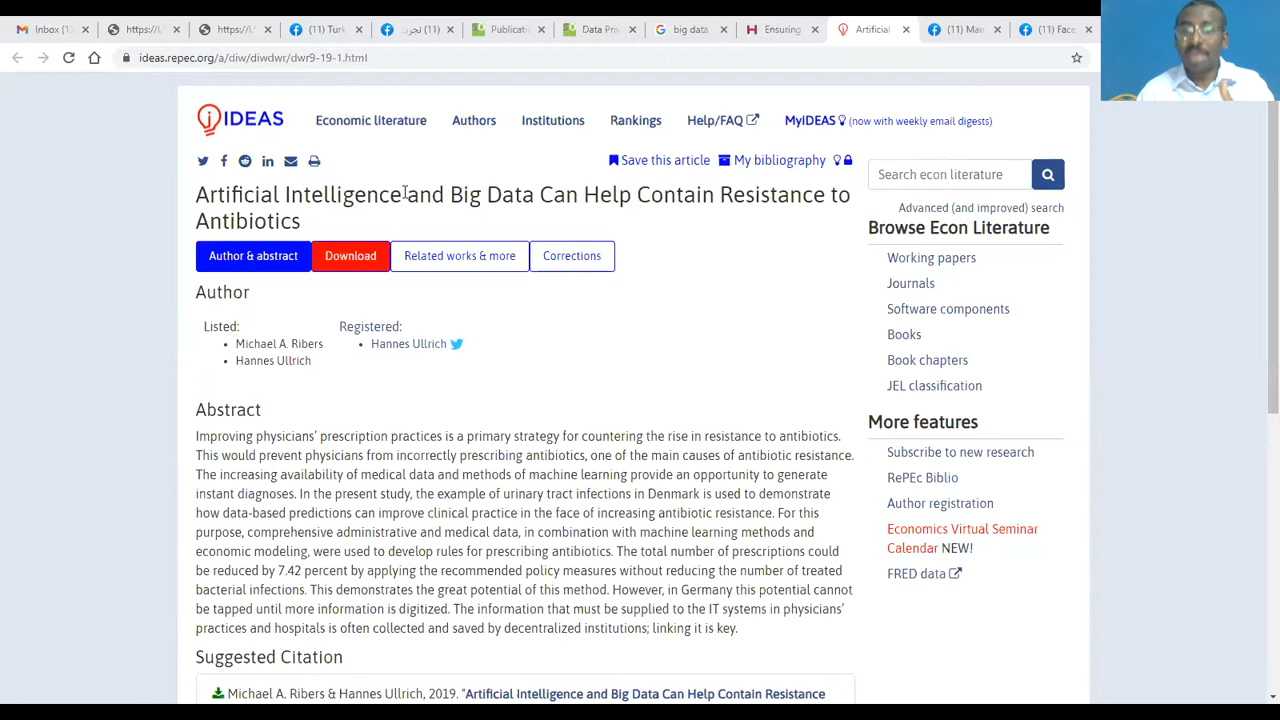 Inbox (1
https://l.
https://l.
(11) Turk
(11) تجرب
Publicatio
Data Priv
big data
Ensuring
Artificial
(11) Mar
(11) Face
ideas.repec.org/a/diw/diwdwr/dwr9-19-1.html
IDEAS
Economic literature
Authors
Institutions
Rankings
Help/FAQ
MyIDEAS (now with weekly email digests)
Save this article
My bibliography
Search econ literature
Advanced (and improved) search
Artificial Intelligence and Big Data Can Help Contain Resistance to
Antibiotics
Author & abstract
Download
Related works & more
Corrections
Author
Listed:
Michael A. Ribers
Hannes Ullrich
Registered:
Hannes Ullrich
Abstract
Improving physicians' prescription practices is a primary strategy for countering the rise in resistance to antibiotics.
This would prevent physicians from incorrectly prescribing antibiotics, one of the main causes of antibiotic resistance.
The increasing availability of medical data and methods of machine learning provide an opportunity to generate
instant diagnoses. In the present study, the example of urinary tract infections in Denmark is used to demonstrate
how data-based predictions can improve clinical practice in the face of increasing antibiotic resistance. For this
purpose, comprehensive administrative and medical data, in combination with machine learning methods and
economic modeling, were used to develop rules for prescribing antibiotics. The total number of prescriptions could
be reduced by 7.42 percent by applying the recommended policy measures without reducing the number of treated
bacterial infections. This demonstrates the great potential of this method. However, in Germany this potential cannot
be tapped until more information is digitized. The information that must be supplied to the IT systems in physicians'
practices and hospitals is often collected and saved by decentralized institutions; linking it is key.
Suggested Citation
Michael A. Ribers & Hannes Ullrich, 2019. "Artificial Intelligence and Big Data Can Help Contain Resistance
Browse Econ Literature
Working papers
Journals
Software components
Books
Book chapters
JEL classification
More features
Subscribe to new research
RePEc Biblio
Author registration
Economics Virtual Seminar
Calendar NEW!
FRED data